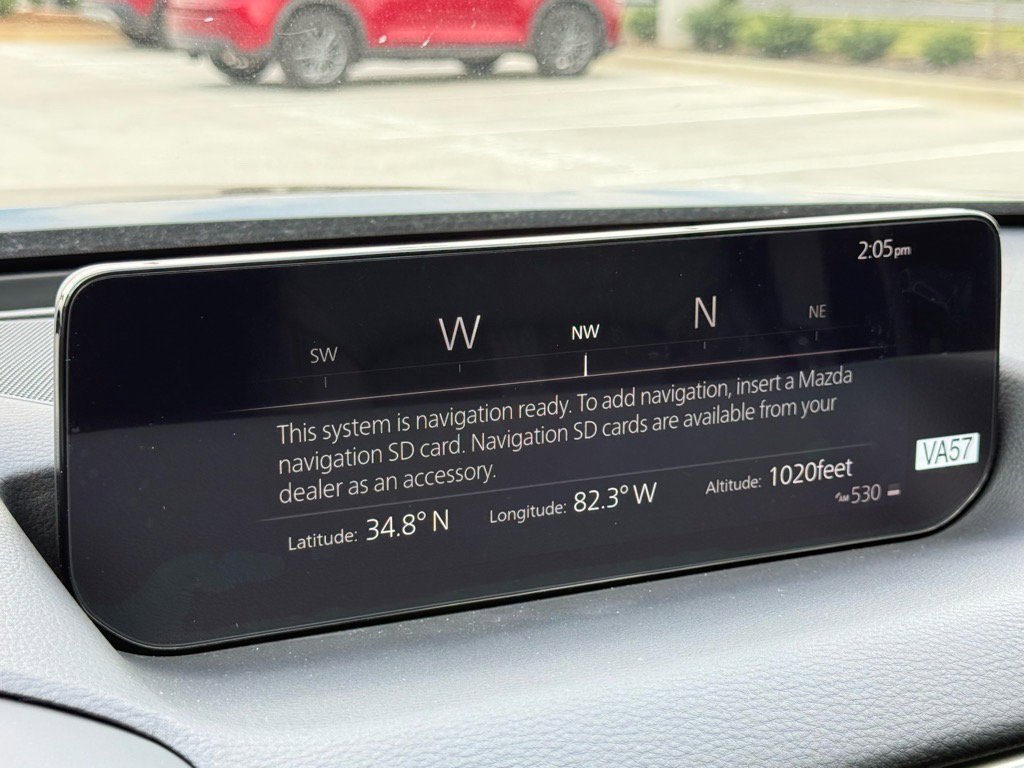 2:05pm
SW W NW N NE
This system is navigation ready. To add navigation, insert a Mazda
navigation SD card. Navigation SD cards are available from your
dealer as an accessory.
VA57
Latitude: 34.8° N Longitude: 82.3° W Altitude: 1020feet
AM 530